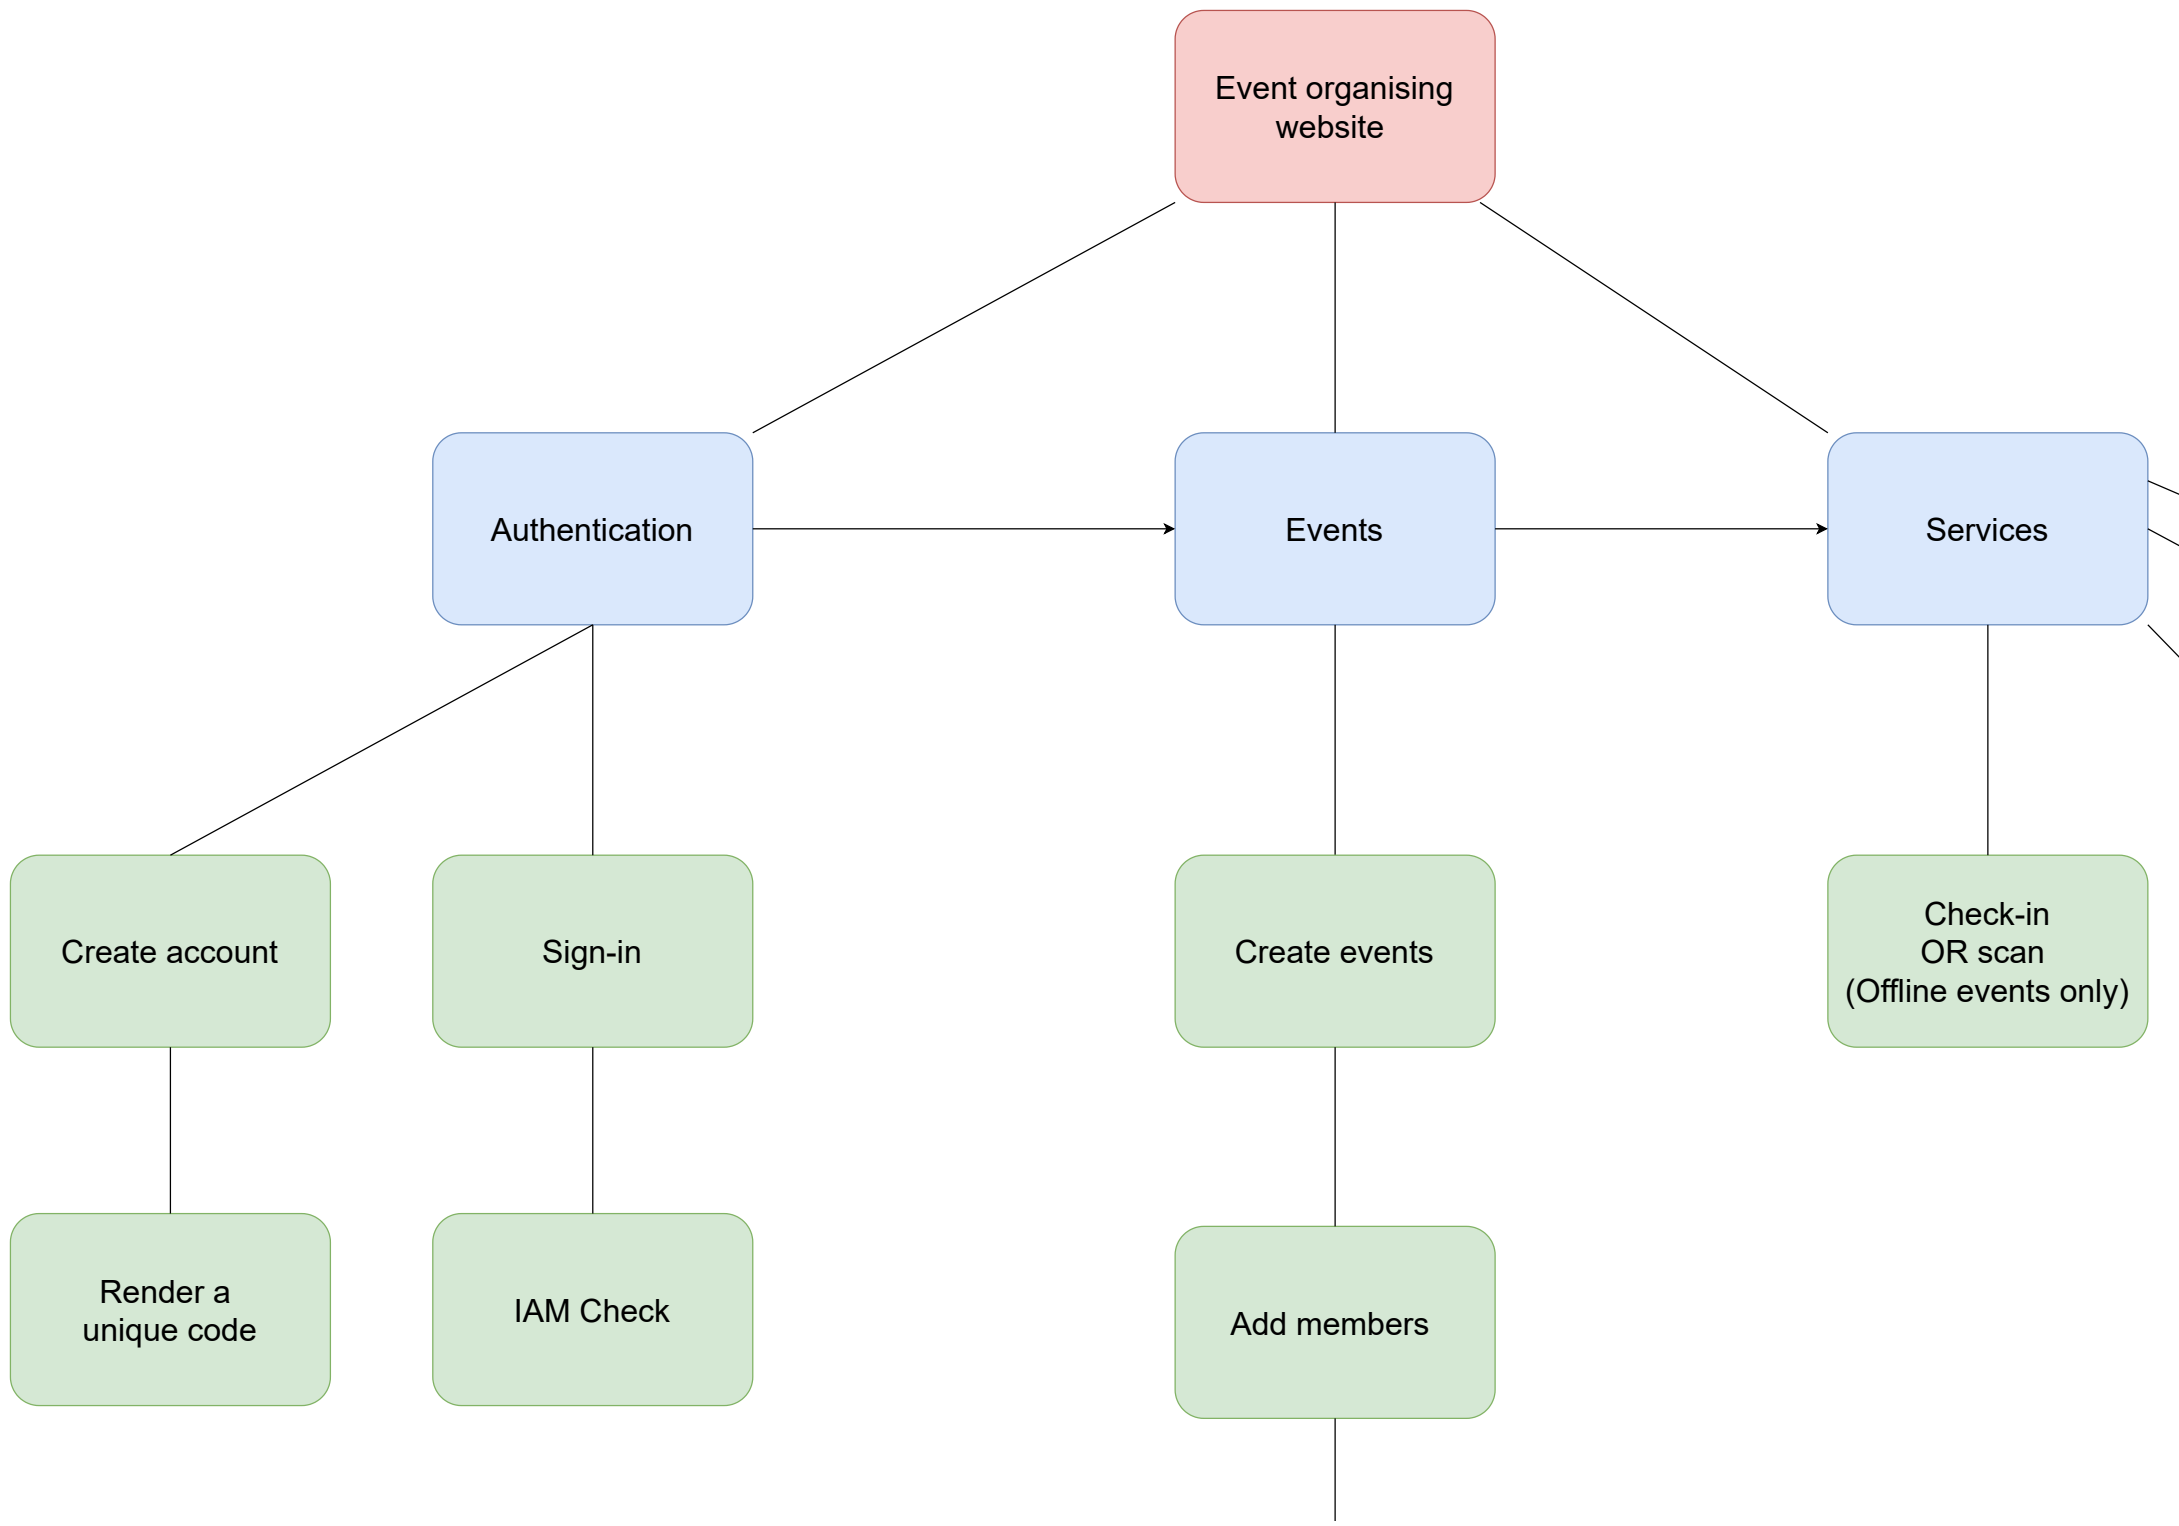 Event organising
website
Authentication
Events
Services
Create account
Sign-in
Create events
Check-in
OR scan
(Offline events only)
Render a
unique code
IAM Check
Add members